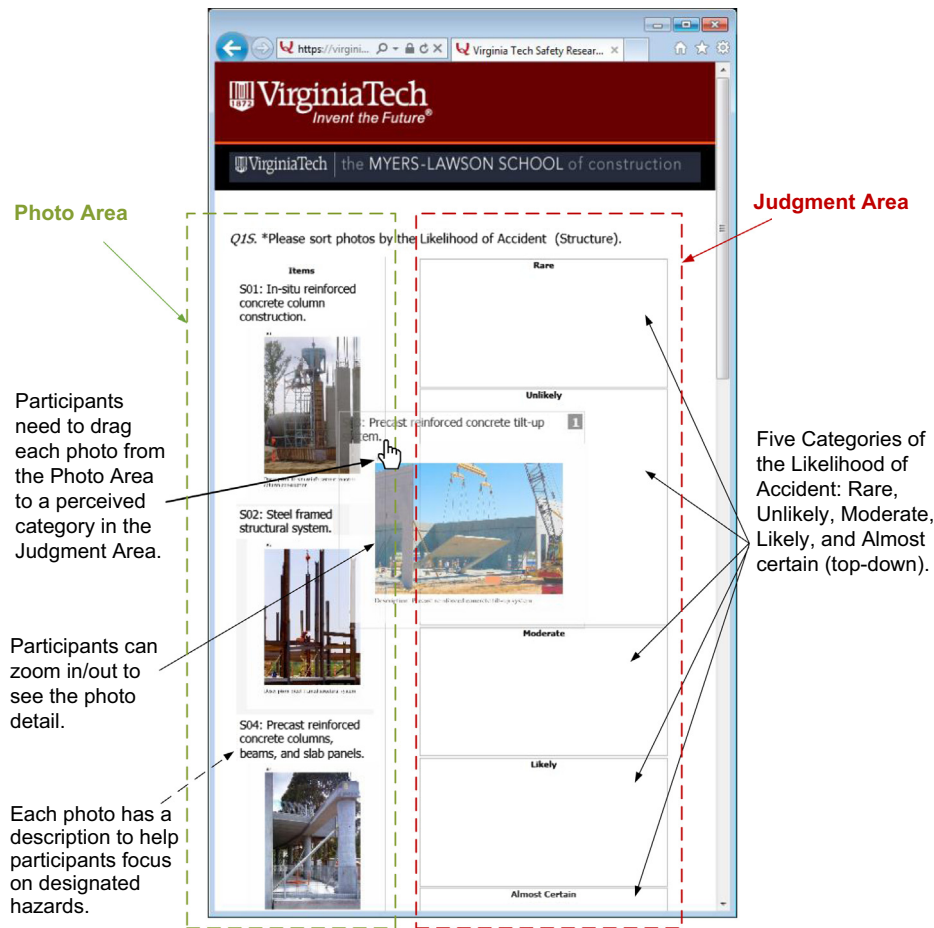 https://virgini...
Virginia Tech Safety Resear...
VirginiaTech
1872
Invent the Future®
VirginiaTech | the MYERS-LAWSON SCHOOL of construction
Photo Area
Judgment Area
Q1S. *Please sort photos by the Likelihood of Accident (Structure).
Items
S01: In-situ reinforced
concrete column
construction.
Rare
Unlikely
Precast reinforced concrete tilt-up
1
Participants
need to drag
each photo from
the Photo Area
to a perceived
category in the
Judgment Area.
Five Categories of
the Likelihood of
Accident: Rare,
Unlikely, Moderate,
Likely, and Almost
certain (top-down).
S02: Steel framed
structural system.
Moderate
Participants can
zoom in/out to
see the photo
detail.
S04: Precast reinforced
concrete columns,
beams, and slab panels.
Likely
Each photo has a
description to help
participants focus
on designated
hazards.
Almost Certain